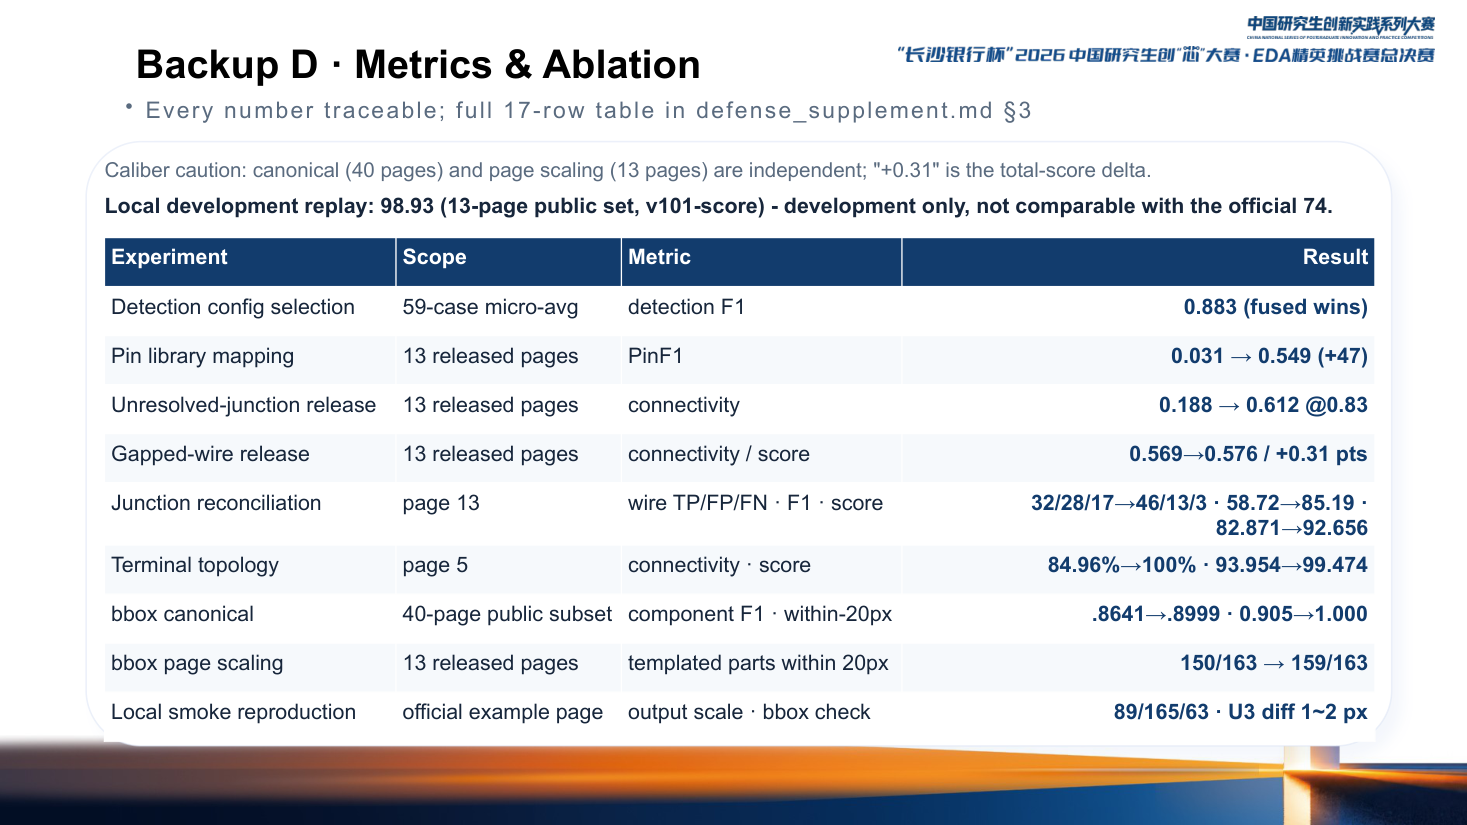 中国研究生创新实践系列大赛
CHINA NATIONAL SERIES OF POSTGRADUATE INNOVATION AND PRACTICE COMPETITIONS
“长沙银行杯”2026中国研究生创“芯”大赛·EDA精英挑战赛总决赛
Backup D · Metrics & Ablation
• Every number traceable; full 17-row table in defense_supplement.md §3
Caliber caution: canonical (40 pages) and page scaling (13 pages) are independent; "+0.31" is the total-score delta.
Local development replay: 98.93 (13-page public set, v101-score) - development only, not comparable with the official 74.
Experiment Scope Metric Result
Detection config selection 59-case micro-avg detection F1 0.883 (fused wins)
Pin library mapping 13 released pages PinF1 0.031 → 0.549 (+47)
Unresolved-junction release 13 released pages connectivity 0.188 → 0.612 @0.83
Gapped-wire release 13 released pages connectivity / score 0.569→0.576 / +0.31 pts
Junction reconciliation page 13 wire TP/FP/FN · F1 · score 32/28/17→46/13/3 · 58.72→85.19 ·
82.871→92.656
Terminal topology page 5 connectivity · score 84.96%→100% · 93.954→99.474
bbox canonical 40-page public subset component F1 · within-20px .8641→.8999 · 0.905→1.000
bbox page scaling 13 released pages templated parts within 20px 150/163 → 159/163
Local smoke reproduction official example page output scale · bbox check 89/165/63 · U3 diff 1~2 px